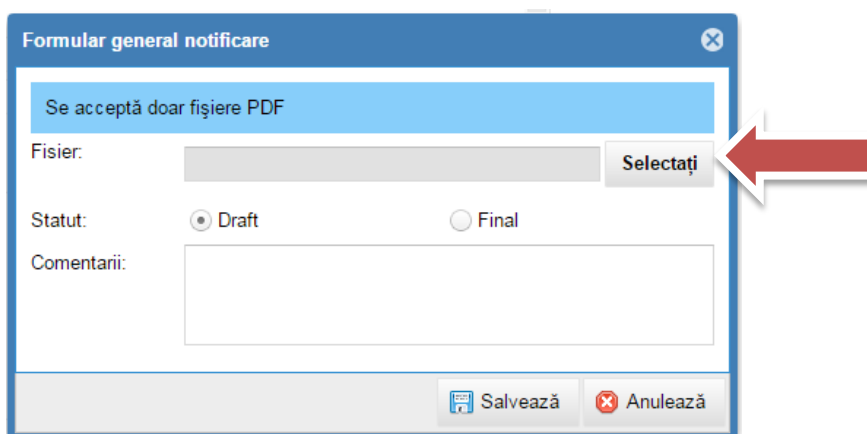 Formular general notificare
Se acceptă doar fişiere PDF
Fisier:
Selectați
Statut:
Draft
Final
Comentarii:
Salvează
Anulează